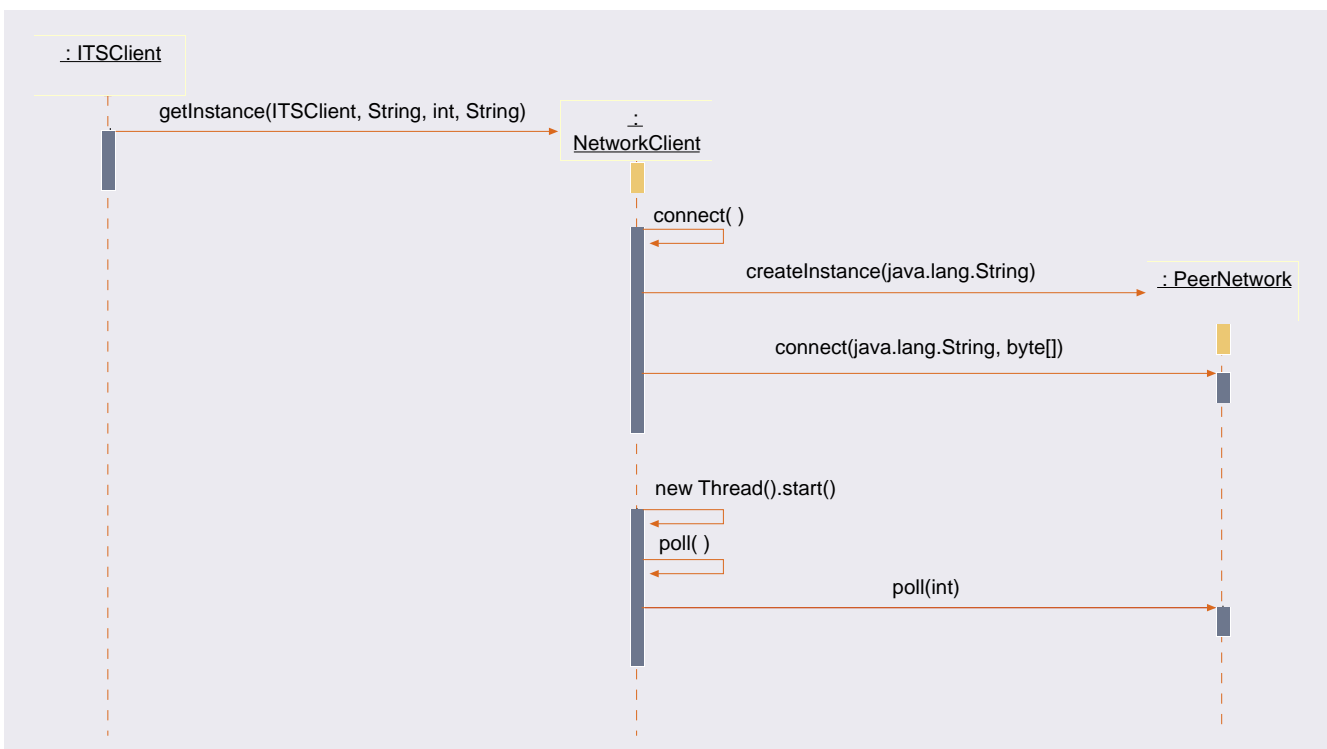 : ITSClient
getInstance(ITSClient, String, int, String)
:
NetworkClient
connect( )
createInstance(java.lang.String)
: PeerNetwork
connect(java.lang.String, byte[])
new Thread().start()
poll( )
poll(int)